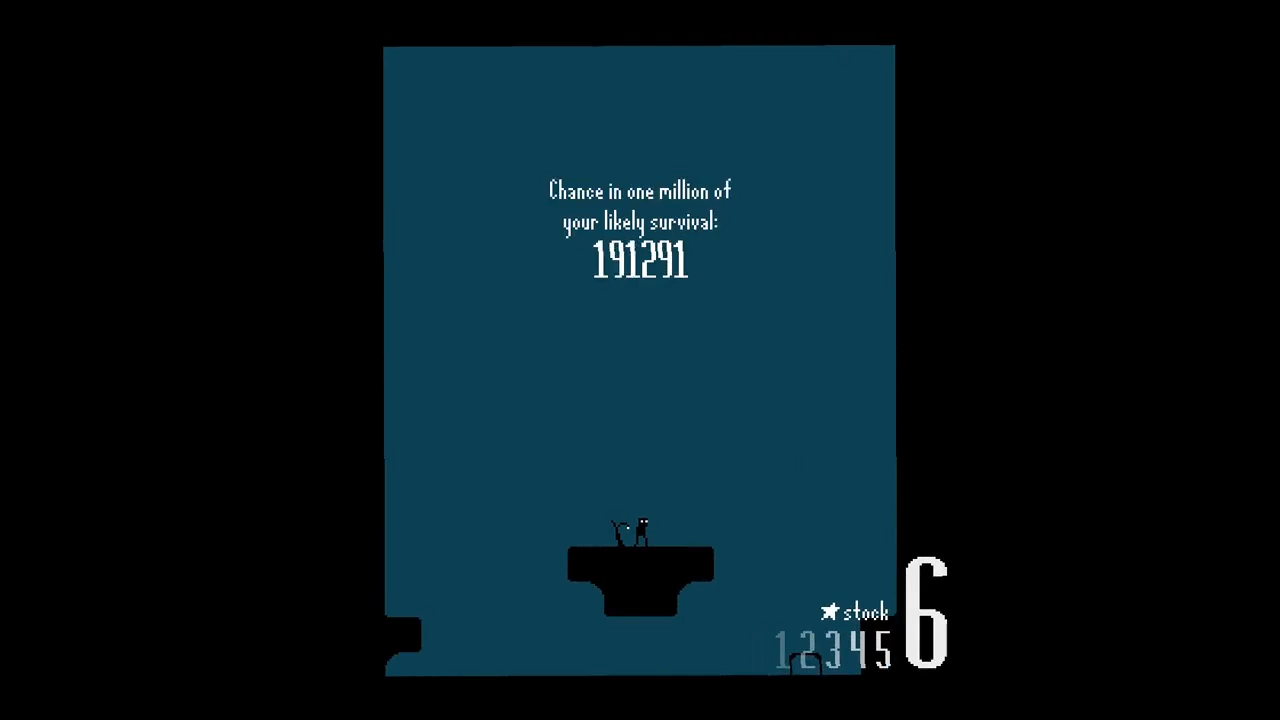 Chance in one million of
your likely survival:
191291
★stock
12345 6